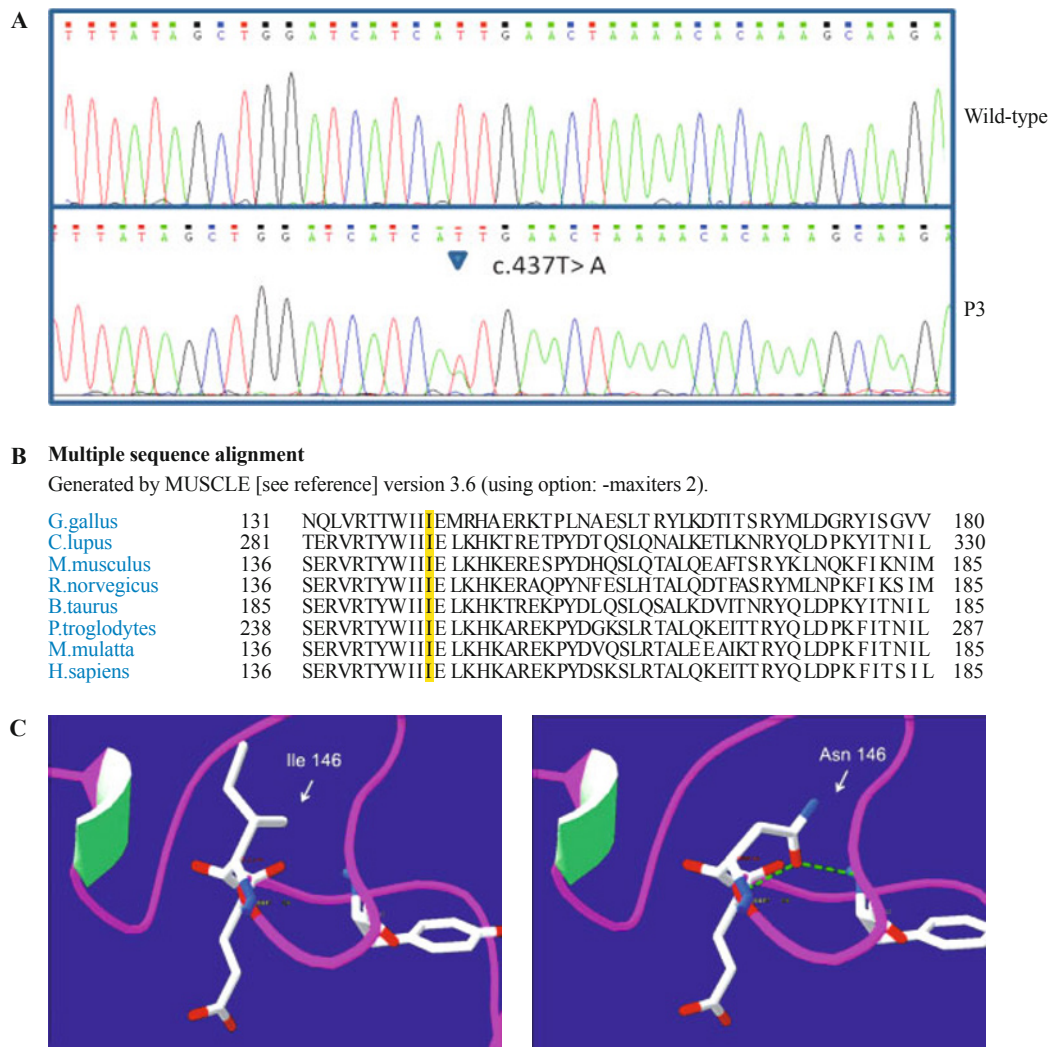 A
T T T A T A G C T G G A T C A T C A T T G A A C T A A A A C A C A A A G C A A G A
Wild-type
T T T A T A G C T G G A T C A T C A T T G A A C T A A A A C A C A A A G C A A G A
c.437T> A
P3
B Multiple sequence alignment
Generated by MUSCLE [see reference] version 3.6 (using option: -maxiters 2).
G.gallus 131 NQLVRTTWIIIEMRHAERKTPLNAESLTRYLKDTITSRYMLDGRYISGVV 180
C.lupus 281 TERVRTYWIIIELKHKTRETPYDTQSLQNALKETLKNRYQLDPKYITNIL 330
M.musculus 136 SERVRTYWIIIELKHKERESPYDHQSLQTALQEAFTSRYKLNQKFIKNIM 185
R.norvegicus 136 SERVRTYWIIIELKHKERAQPYNFESLHTALQDTFASRYMLNPKFIKSIM 185
B.taurus 185 SERVRTYWIIIELKHKTREKPYDLQSLQSALKDVITNRYQLDPKYITNIL 185
P.troglodytes 238 SERVRTYWIIIELKHKAREKPYDGKSLRTALQKEITTRYQLDPKFITNIL 287
M.mulatta 136 SERVRTYWIIIELKHKAREKPYDVQSLRTALEEAIKTRYQLDPKFITNIL 185
H.sapiens 136 SERVRTYWIIIELKHKAREKPYDSKSLRTALQKEITTRYQLDPKFITSIL 185
C
Ile 146
Asn 146